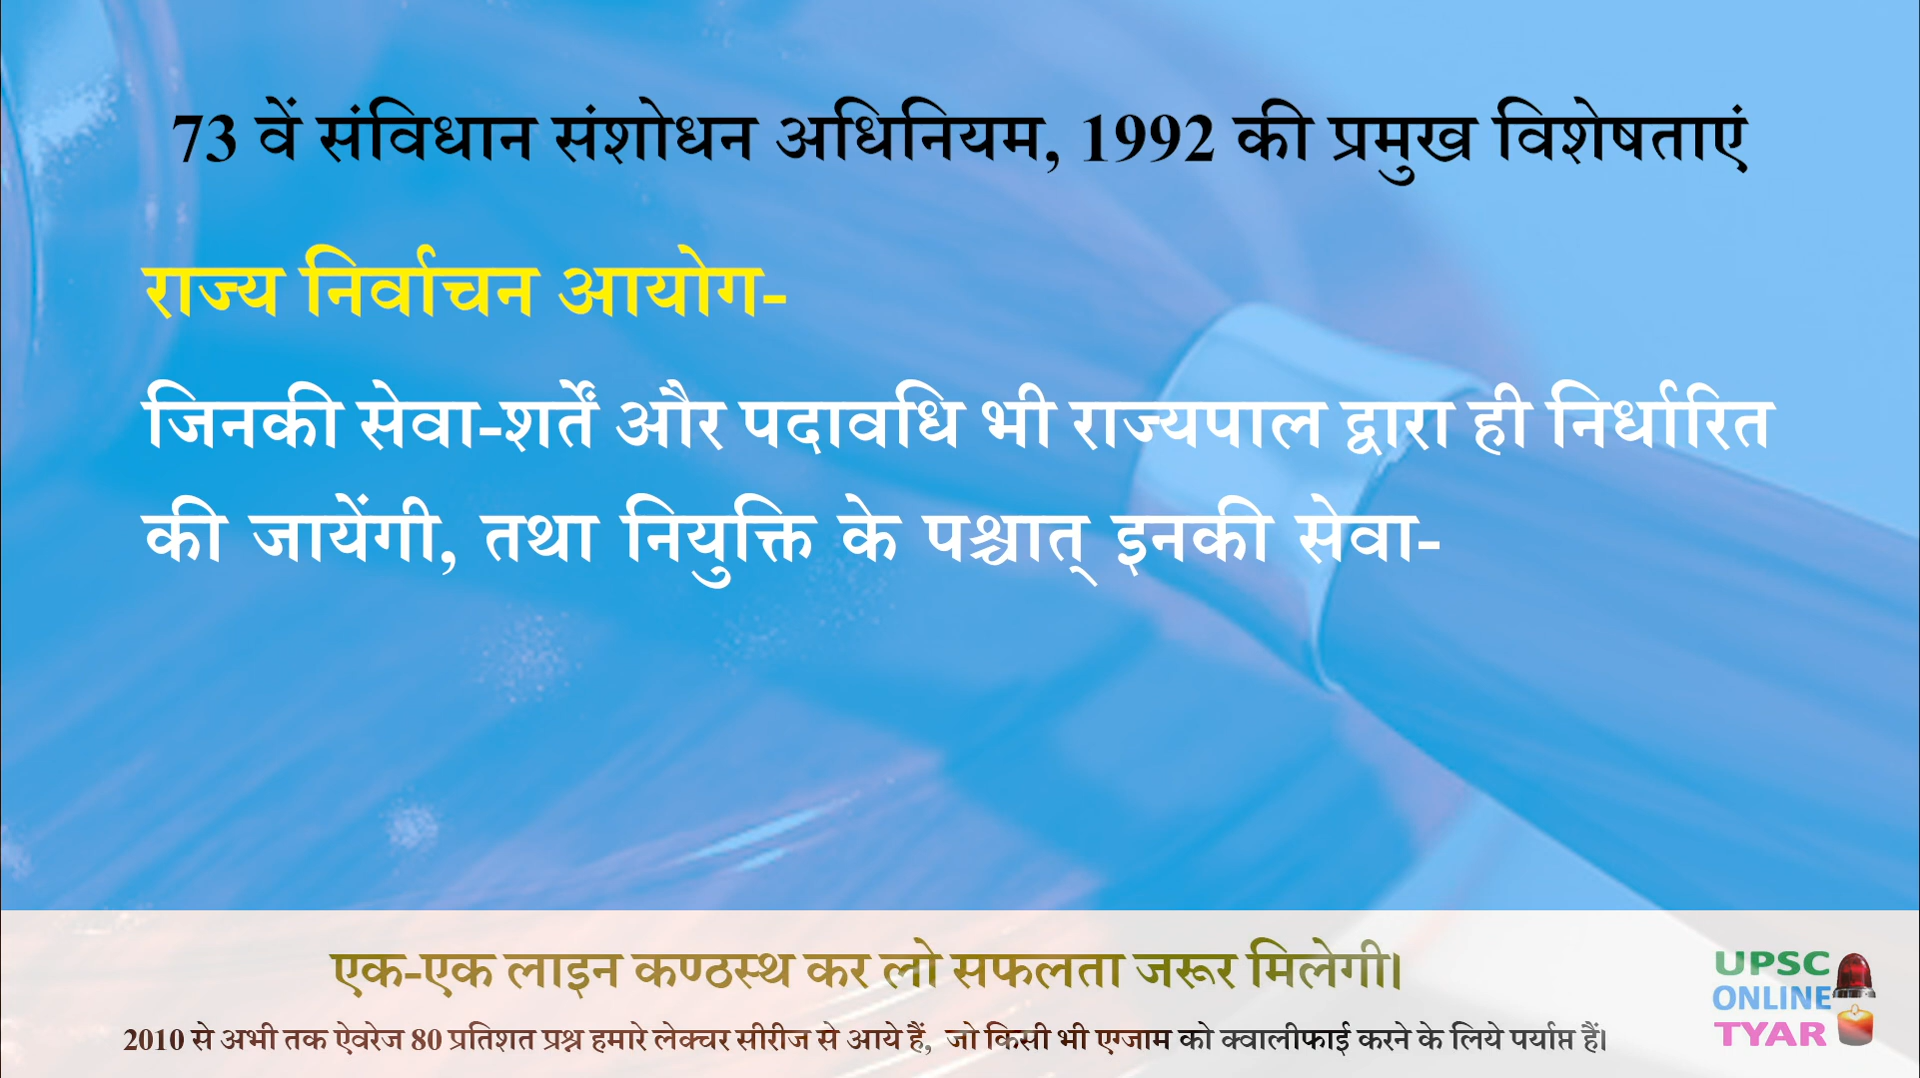 73 वें संविधान संशोधन अधिनियम, 1992 की प्रमुख विशेषताएं
राज्य निर्वाचन आयोग-
जिनकी सेवा-शर्तें और पदावधि भी राज्यपाल द्वारा ही निर्धारित
की जायेंगी, तथा नियुक्ति के पश्चात् इनकी सेवा-
एक-एक लाइन कण्ठस्थ कर लो सफलता जरूर मिलेगी।
2010 से अभी तक ऐवरेज 80 प्रतिशत प्रश्न हमारे लेक्चर सीरीज से आये हैं, जो किसी भी एग्जाम को क्वालीफाई करने के लिये पर्याप्त हैं।
UPSC
ONLINE
TYAR